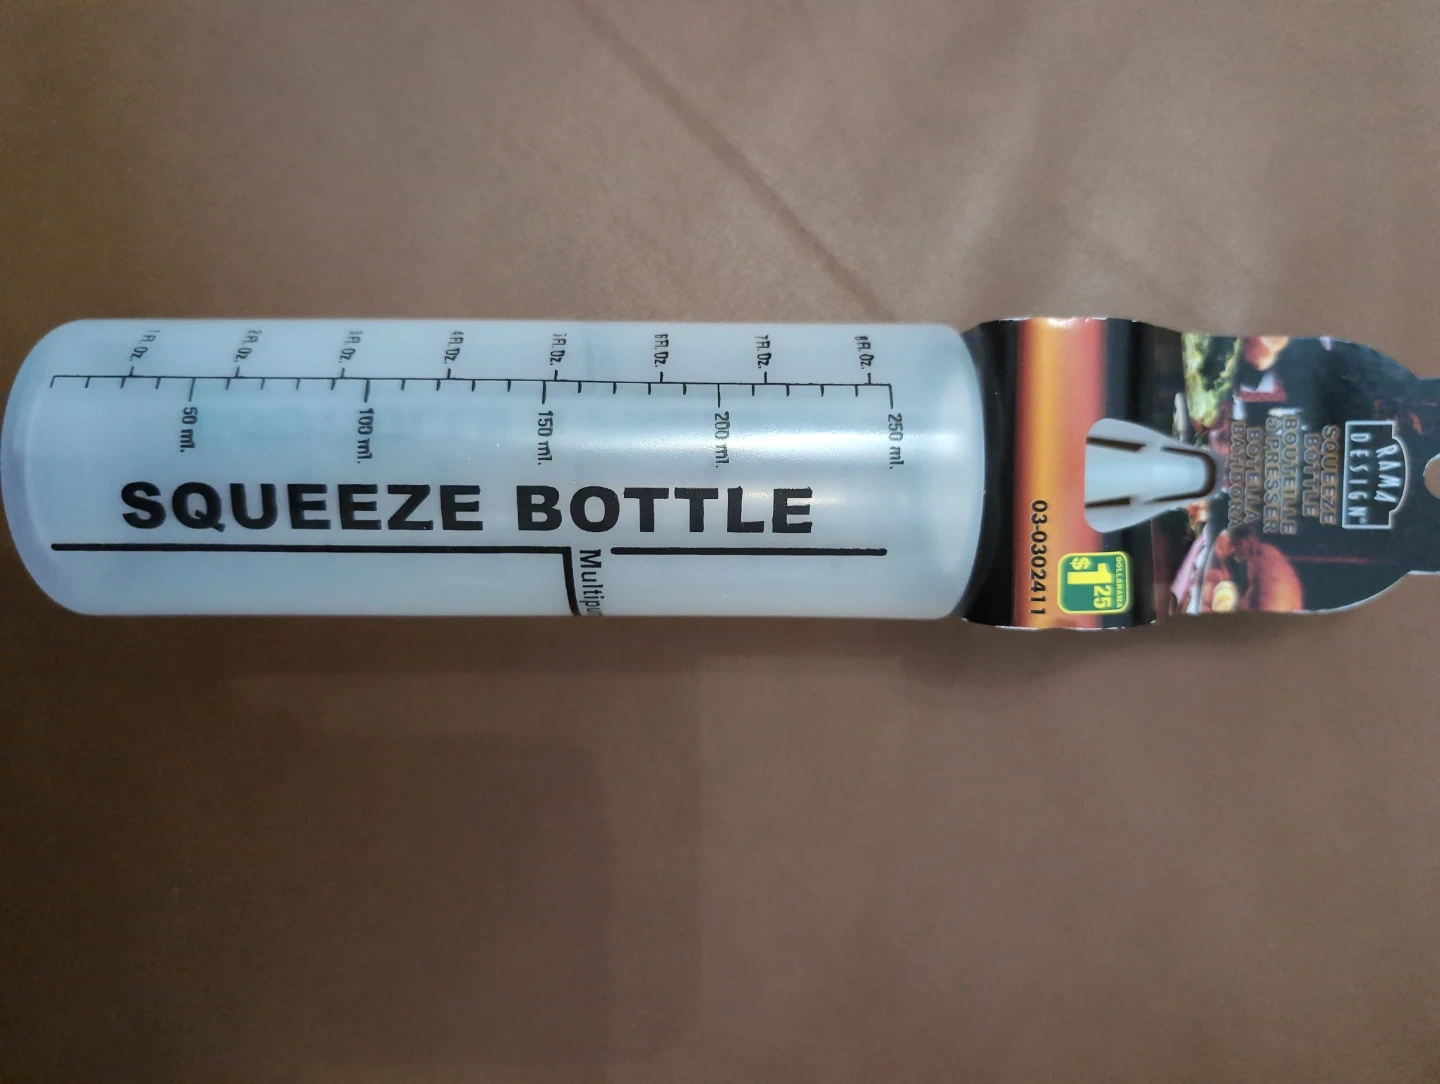 1 Fl. Oz.
2 Fl. Oz.
3 Fl. Oz.
4 Fl. Oz.
5 Fl. Oz.
6 Fl. Oz.
7 Fl. Oz.
8 Fl. Oz.
50 ml.
100 ml.
150 ml.
200 ml.
250 ml.
SQUEEZE BOTTLE
RAMA
DESIGN
SQUEEZE
BOTTLE
BOUTEILLE
À PRESSER
BOTELLA
BATIDORA
03-0302411
DOLLARAMA
$1 25